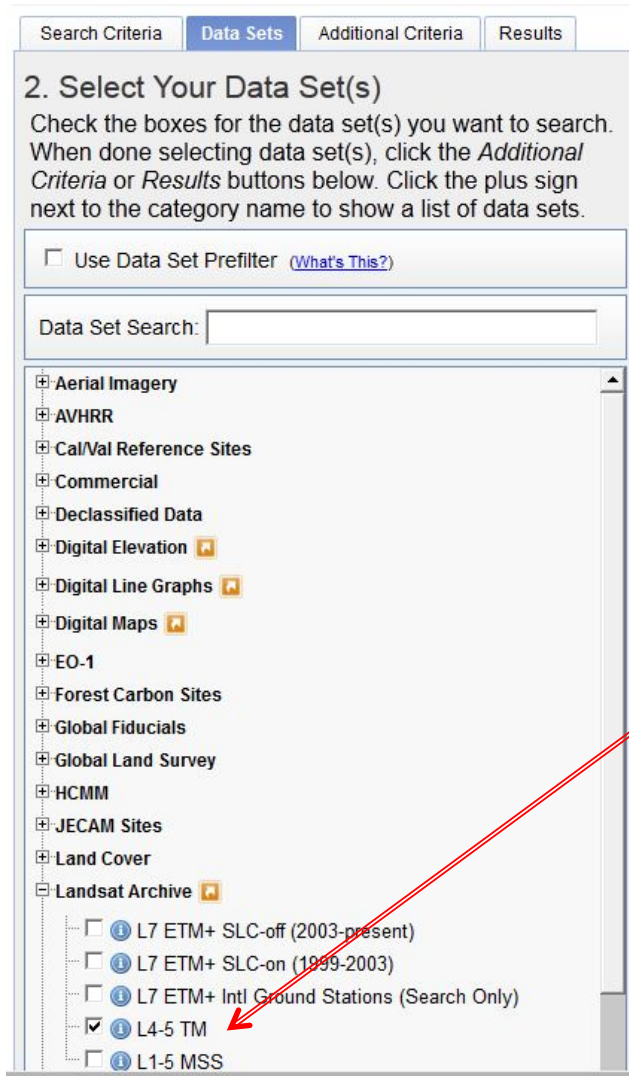 Search Criteria Data Sets Additional Criteria Results
2. Select Your Data Set(s)
Check the boxes for the data set(s) you want to search.
When done selecting data set(s), click the Additional
Criteria or Results buttons below. Click the plus sign
next to the category name to show a list of data sets.
Use Data Set Prefilter (What's This?)
Data Set Search:
Aerial Imagery
AVHRR
Cal/Val Reference Sites
Commercial
Declassified Data
Digital Elevation
Digital Line Graphs
Digital Maps
EO-1
Forest Carbon Sites
Global Fiducials
Global Land Survey
HCMM
JECAM Sites
Land Cover
Landsat Archive
L7 ETM+ SLC-off (2003-present)
L7 ETM+ SLC-on (1999-2003)
L7 ETM+ Intl Ground Stations (Search Only)
L4-5 TM
L1-5 MSS